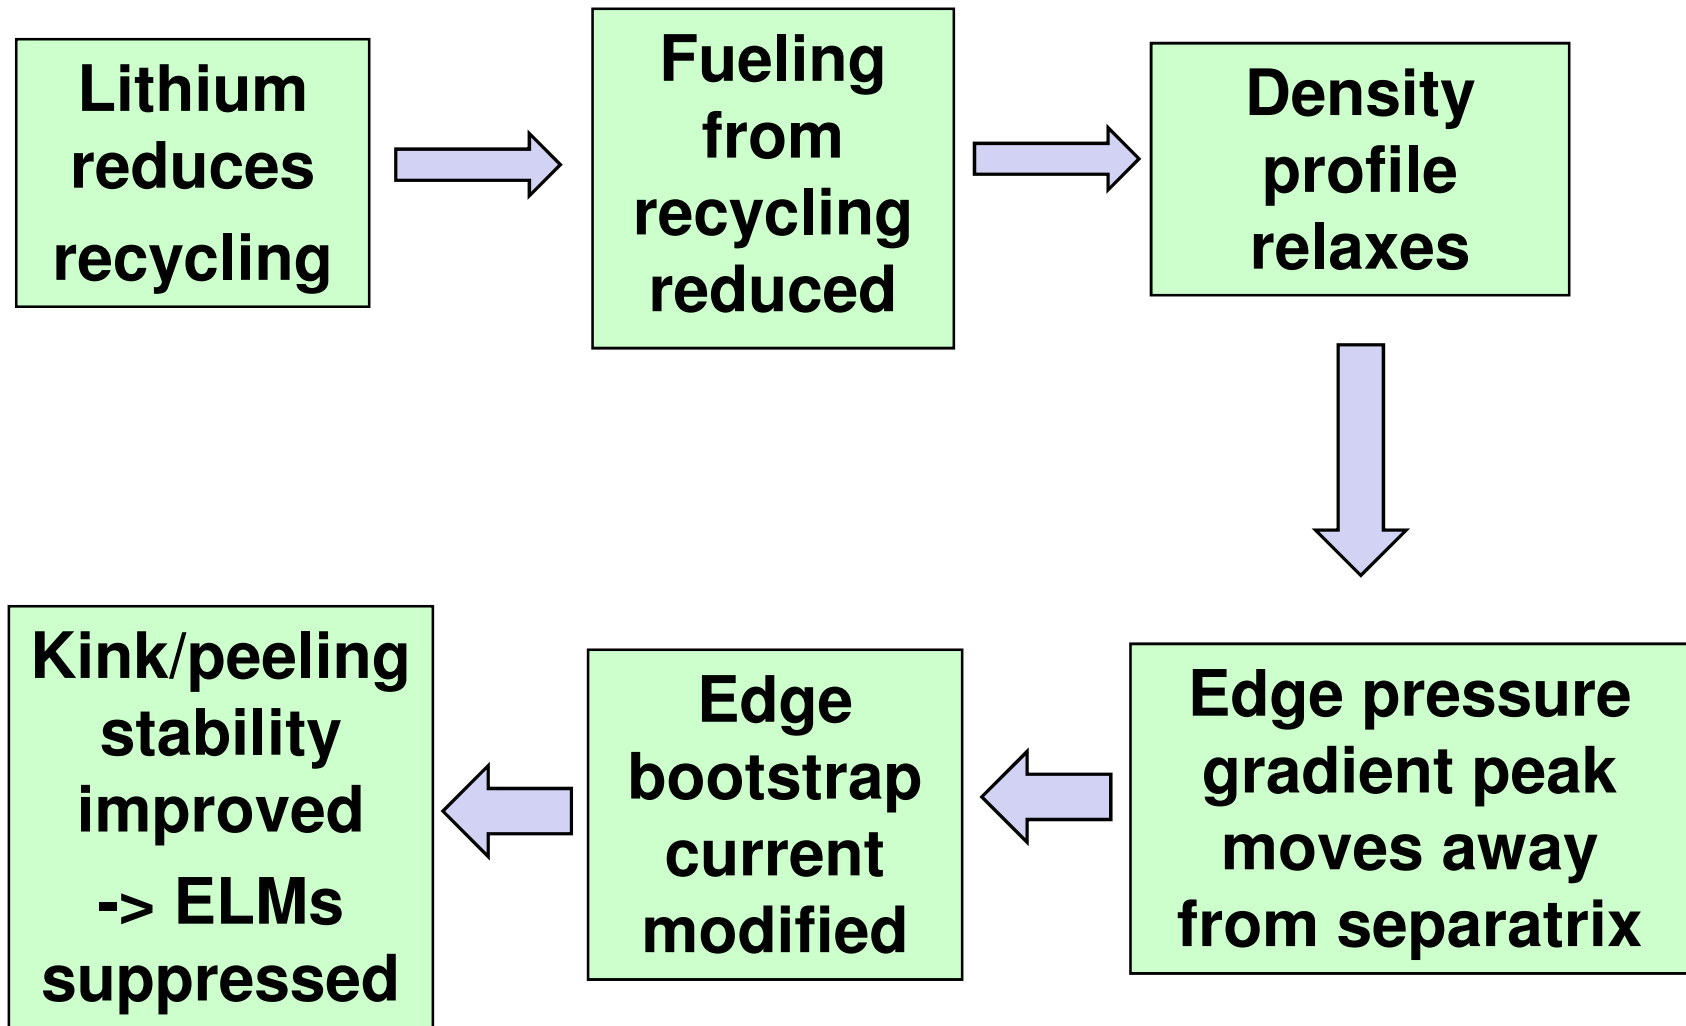 Lithium
reduces
recycling
Fueling
from
recycling
reduced
Density
profile
relaxes
Edge pressure
gradient peak
moves away
from separatrix
Edge
bootstrap
current
modified
Kink/peeling
stability
improved
-> ELMs
suppressed